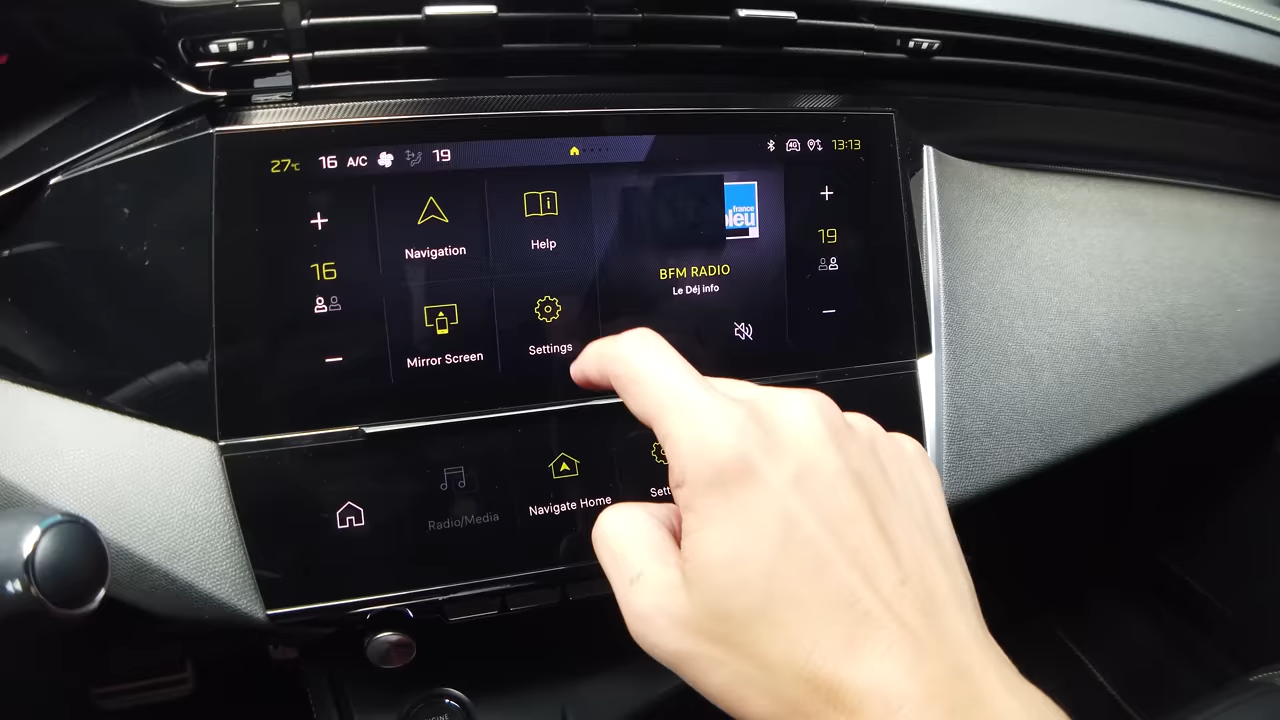 27°C 16 A/C 19 4G 13:13
+
16
−
Navigation
Help
Mirror Screen
Settings
france
bleu
BFM RADIO
Le Déj info
+
19
−
Radio/Media
Navigate Home